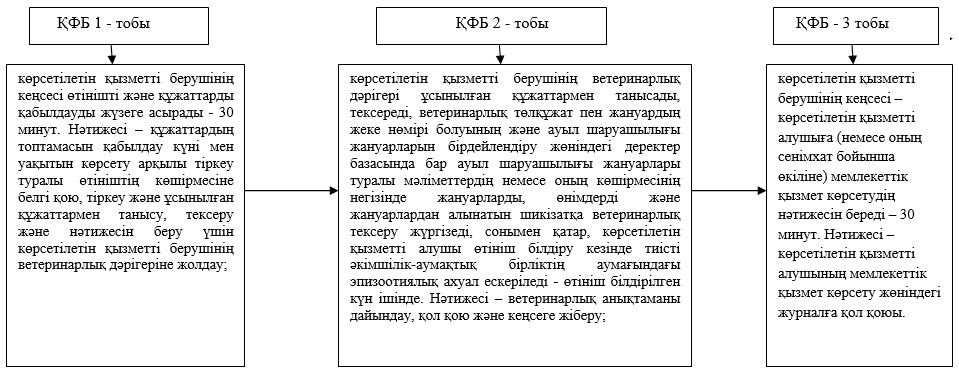 ҚФБ 1 - тобы
көрсетілетін қызметті берушінің
кеңсесі өтінішті және құжаттарды
қабылдауды жүзеге асырады - 30
минут. Нәтижесі – құжаттардың
топтамасын қабылдау күні мен
уақытын көрсету арқылы тіркеу
туралы өтініштің көшірмесіне
белгі қою, тіркеу және ұсынылған
құжаттармен танысу, тексеру
және нәтижесін беру үшін
көрсетілетін қызметті берушінің
ветеринарлық дәрігеріне жолдау;
ҚФБ 2 - тобы
көрсетілетін қызметті берушінің ветеринарлық
дәрігері ұсынылған құжаттармен танысады,
тексереді, ветеринарлық төлқұжат пен жануардың
жеке нөмірі болуының және ауыл шаруашылығы
жануарларын бірдейлендіру жөніндегі деректер
базасында бар ауыл шаруашылығы жануарлары
туралы мәліметтердің немесе оның көшірмесінің
негізінде жануарларды, өнімдерді және
жануарлардан алынатын шикізатқа ветеринарлық
тексеру жүргізеді, сонымен қатар, көрсетілетін
қызметті алушы өтініш білдіру кезінде тиісті
әкімшілік-аумақтық бірліктің аумағындағы
эпизоотиялық ахуал ескеріледі - өтініш білдірілген
күн ішінде. Нәтижесі – ветеринарлық анықтаманы
дайындау, қол қою және кеңсеге жіберу;
ҚФБ - 3 тобы
көрсетілетін қызметті
берушінің кеңсесі –
көрсетілетін қызметті
алушыға (немесе оның
сенімхат бойынша
өкіліне) мемлекеттік
қызмет көрсетудің
нәтижесін береді – 30
минут. Нәтижесі –
көрсетілетін қызметті
алушының мемлекеттік
қызмет көрсету жөніндегі
журналға қол қоюы.